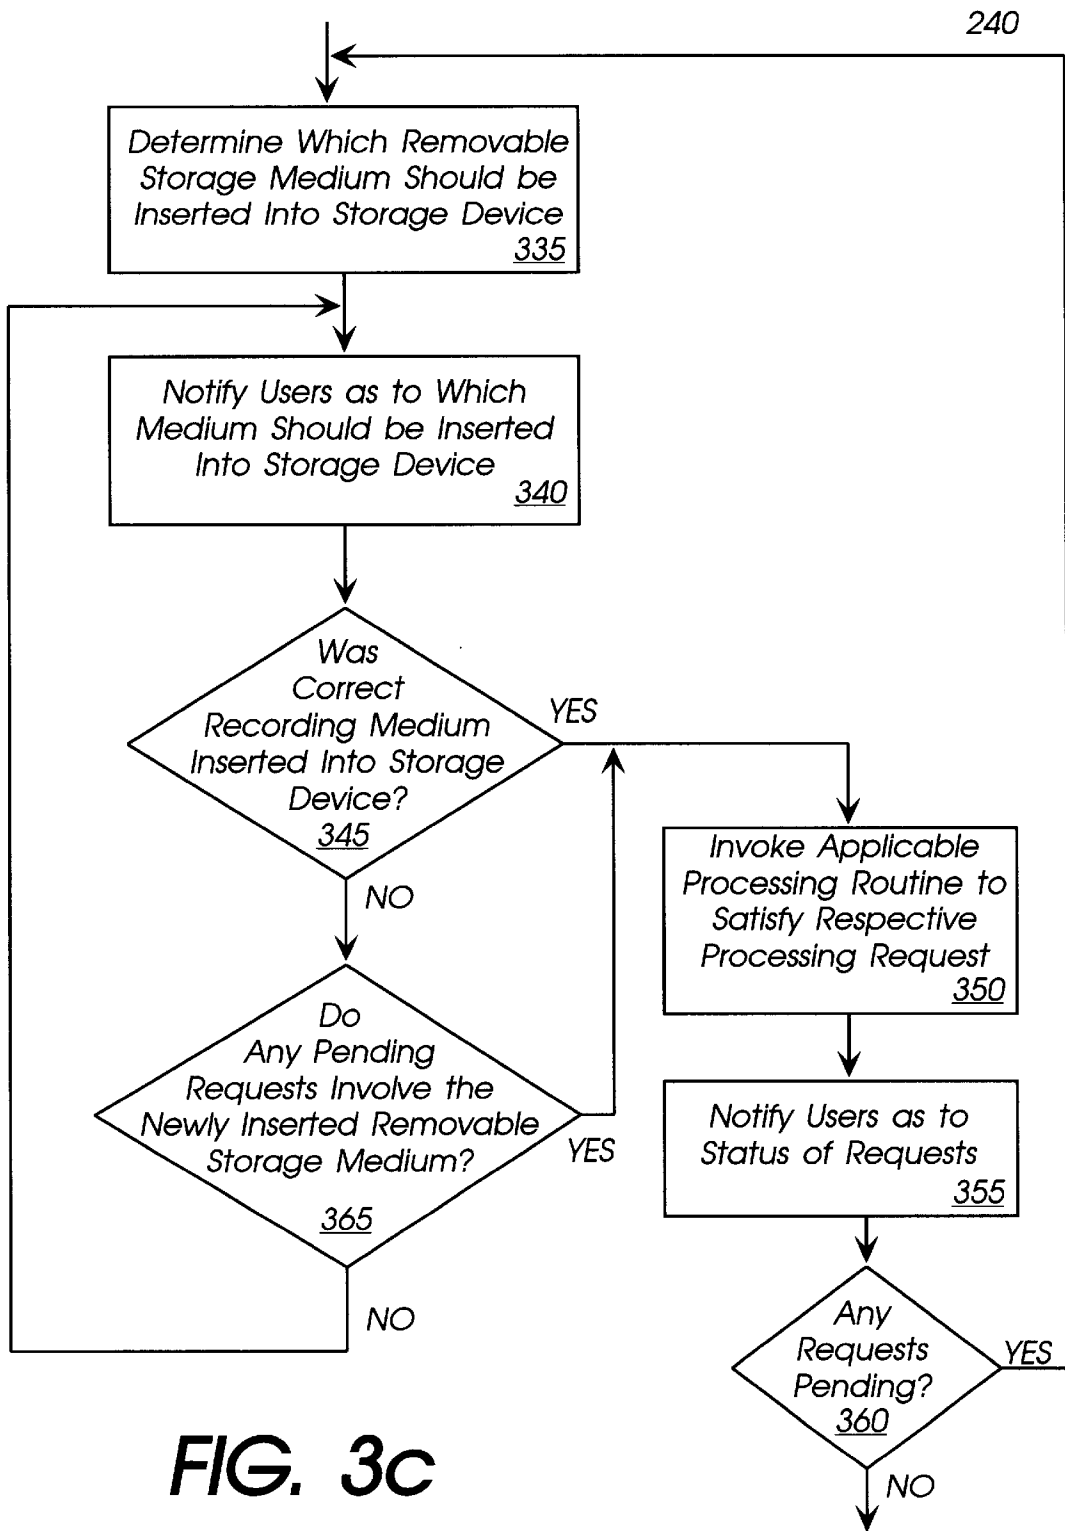 240
Determine Which Removable
Storage Medium Should be
Inserted Into Storage Device
335
Notify Users as to Which
Medium Should be Inserted
Into Storage Device
340
Was
Correct
Recording Medium
Inserted Into Storage
Device?
345
YES
NO
Invoke Applicable
Processing Routine to
Satisfy Respective
Processing Request
350
Do
Any Pending
Requests Involve the
Newly Inserted Removable
Storage Medium?
365
YES
NO
Notify Users as to
Status of Requests
355
Any
Requests
Pending?
360
YES
NO
FIG. 3c